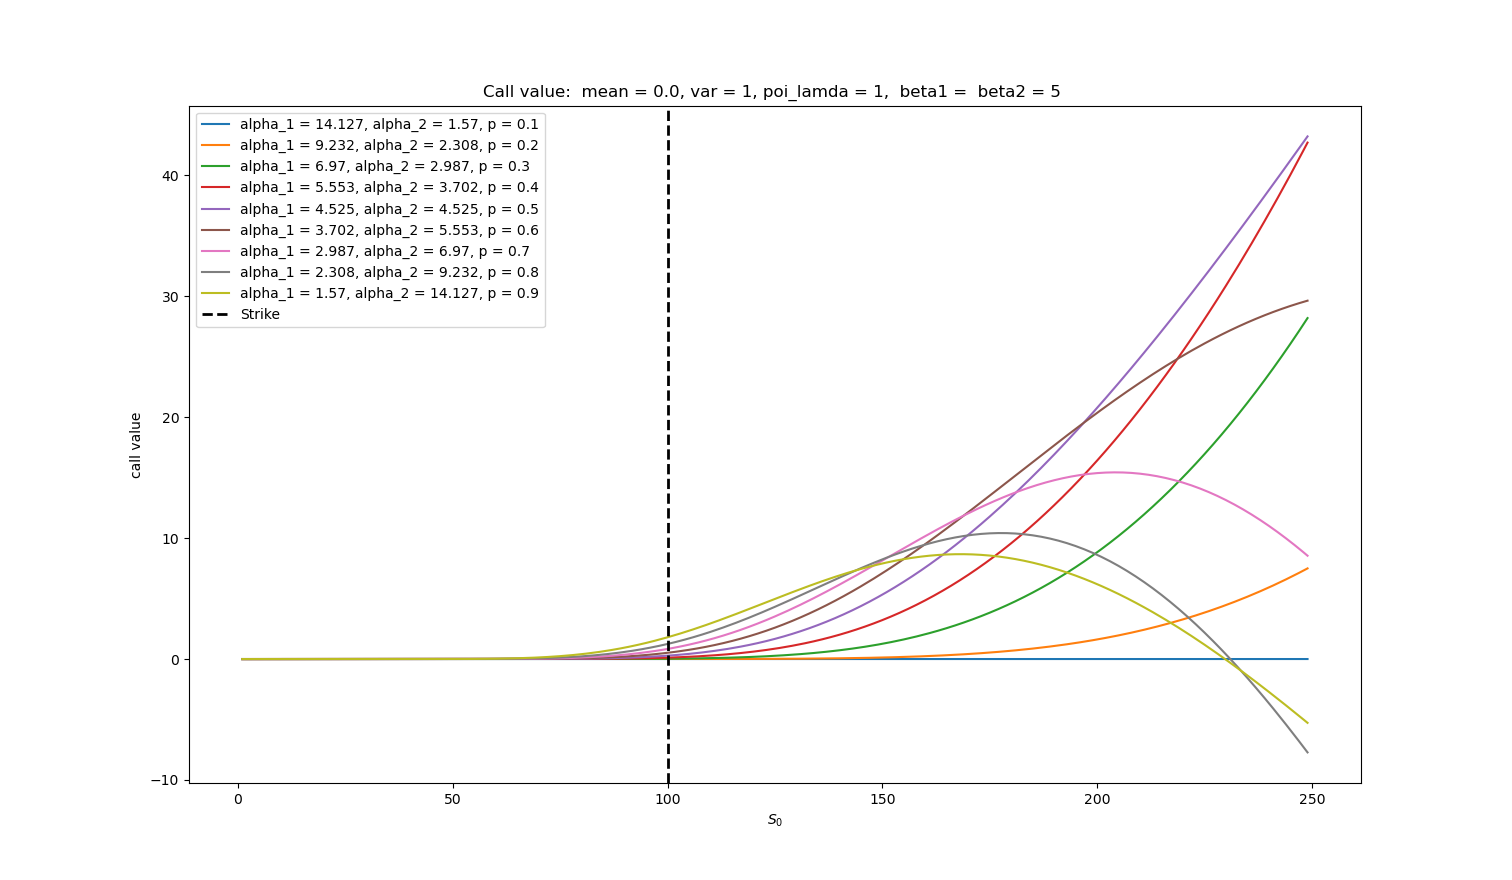 Call value:  mean = 0.0, var = 1, poi_lamda = 1,  beta1 =  beta2 = 5
alpha_1 = 14.127, alpha_2 = 1.57, p = 0.1
alpha_1 = 9.232, alpha_2 = 2.308, p = 0.2
alpha_1 = 6.97, alpha_2 = 2.987, p = 0.3
alpha_1 = 5.553, alpha_2 = 3.702, p = 0.4
alpha_1 = 4.525, alpha_2 = 4.525, p = 0.5
alpha_1 = 3.702, alpha_2 = 5.553, p = 0.6
alpha_1 = 2.987, alpha_2 = 6.97, p = 0.7
alpha_1 = 2.308, alpha_2 = 9.232, p = 0.8
alpha_1 = 1.57, alpha_2 = 14.127, p = 0.9
Strike
40
30
20
10
0
−10
call value
0 50 100 150 200 250
S₀